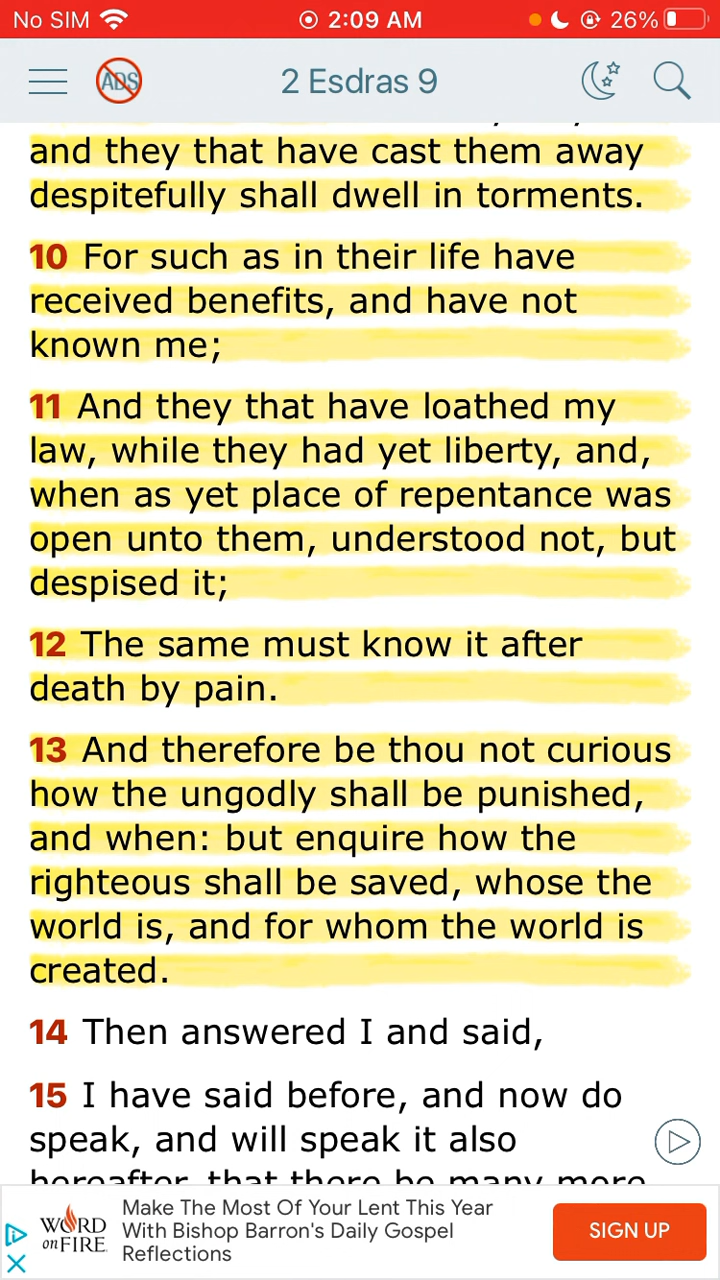 No SIM 2:09 AM 26%
ADS 2 Esdras 9
and they that have cast them away
despitefully shall dwell in torments.
10 For such as in their life have
received benefits, and have not
known me;
11 And they that have loathed my
law, while they had yet liberty, and,
when as yet place of repentance was
open unto them, understood not, but
despised it;
12 The same must know it after
death by pain.
13 And therefore be thou not curious
how the ungodly shall be punished,
and when: but enquire how the
righteous shall be saved, whose the
world is, and for whom the world is
created.
14 Then answered I and said,
15 I have said before, and now do
speak, and will speak it also
hereafter, that there be many more
WORD
on FIRE
Make The Most Of Your Lent This Year
With Bishop Barron's Daily Gospel
Reflections
SIGN UP